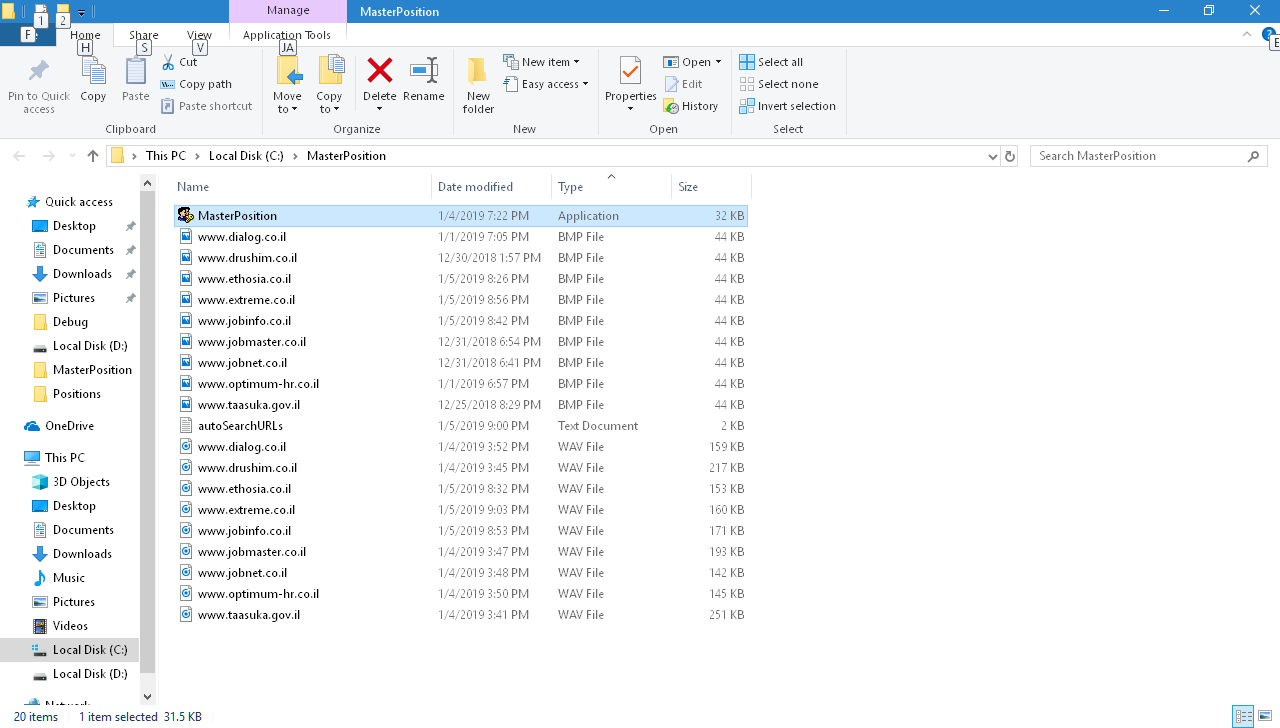 Manage MasterPosition
1 2
F Home Share View Application Tools
H S V JA E
Pin to Quick access
Copy
Paste
Cut
Copy path
Paste shortcut
Clipboard
Move to
Copy to
Delete
Rename
Organize
New folder
New item
Easy access
New
Properties
Open
Edit
History
Open
Select all
Select none
Invert selection
Select
This PC > Local Disk (C:) > MasterPosition
Search MasterPosition
Quick access
Desktop
Documents
Downloads
Pictures
Debug
Local Disk (D:)
MasterPosition
Positions
OneDrive
This PC
3D Objects
Desktop
Documents
Downloads
Music
Pictures
Videos
Local Disk (C:)
Local Disk (D:)
Network
Name Date modified Type Size
MasterPosition 1/4/2019 7:22 PM Application 32 KB
www.dialog.co.il 1/1/2019 7:05 PM BMP File 44 KB
www.drushim.co.il 12/30/2018 1:57 PM BMP File 44 KB
www.ethosia.co.il 1/5/2019 8:26 PM BMP File 44 KB
www.extreme.co.il 1/5/2019 8:56 PM BMP File 44 KB
www.jobinfo.co.il 1/5/2019 8:42 PM BMP File 44 KB
www.jobmaster.co.il 12/31/2018 6:54 PM BMP File 44 KB
www.jobnet.co.il 12/31/2018 6:41 PM BMP File 44 KB
www.optimum-hr.co.il 1/1/2019 6:57 PM BMP File 44 KB
www.taasuka.gov.il 12/25/2018 8:29 PM BMP File 44 KB
autoSearchURLs 1/5/2019 9:00 PM Text Document 2 KB
www.dialog.co.il 1/4/2019 3:52 PM WAV File 159 KB
www.drushim.co.il 1/4/2019 3:45 PM WAV File 217 KB
www.ethosia.co.il 1/5/2019 8:32 PM WAV File 153 KB
www.extreme.co.il 1/5/2019 9:03 PM WAV File 160 KB
www.jobinfo.co.il 1/5/2019 8:53 PM WAV File 171 KB
www.jobmaster.co.il 1/4/2019 3:47 PM WAV File 193 KB
www.jobnet.co.il 1/4/2019 3:48 PM WAV File 142 KB
www.optimum-hr.co.il 1/4/2019 3:50 PM WAV File 145 KB
www.taasuka.gov.il 1/4/2019 3:41 PM WAV File 251 KB
20 items 1 item selected 31.5 KB